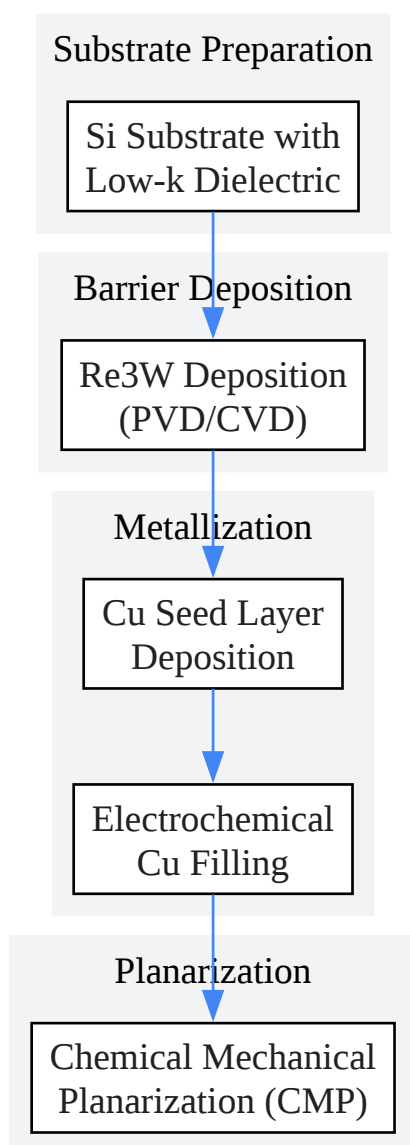 Substrate Preparation
Si Substrate with
Low-k Dielectric
Barrier Deposition
Re3W Deposition
(PVD/CVD)
Metallization
Cu Seed Layer
Deposition
Electrochemical
Cu Filling
Planarization
Chemical Mechanical
Planarization (CMP)